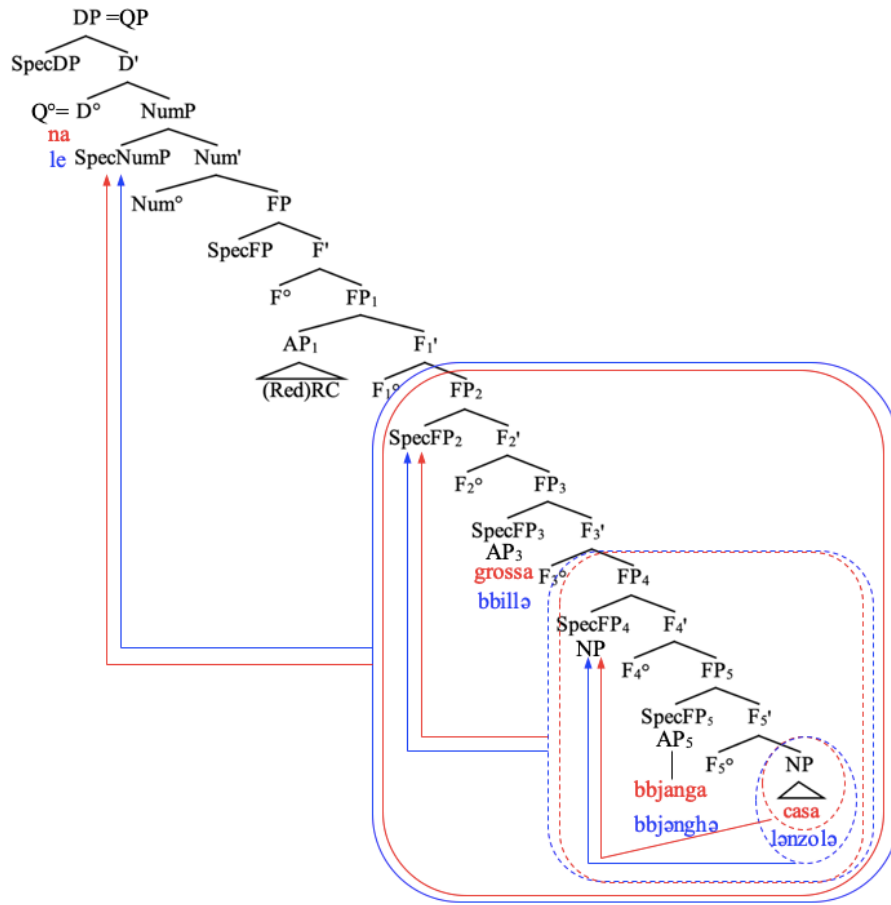 DP =QP
SpecDP D'
Q°= D° NumP
na
le SpecNumP Num'
Num° FP
SpecFP F'
F° FP₁
AP₁ F₁'
(Red)RC F₁° FP₂
SpecFP₂ F₂'
F₂° FP₃
SpecFP₃ F₃'
AP₃
grossa F₃° FP₄
bbillə
SpecFP₄ F₄'
NP F₄° FP₅
SpecFP₅ F₅'
AP₅ F₅° NP
bbjanga
casa
bbjənghə
lənzolə